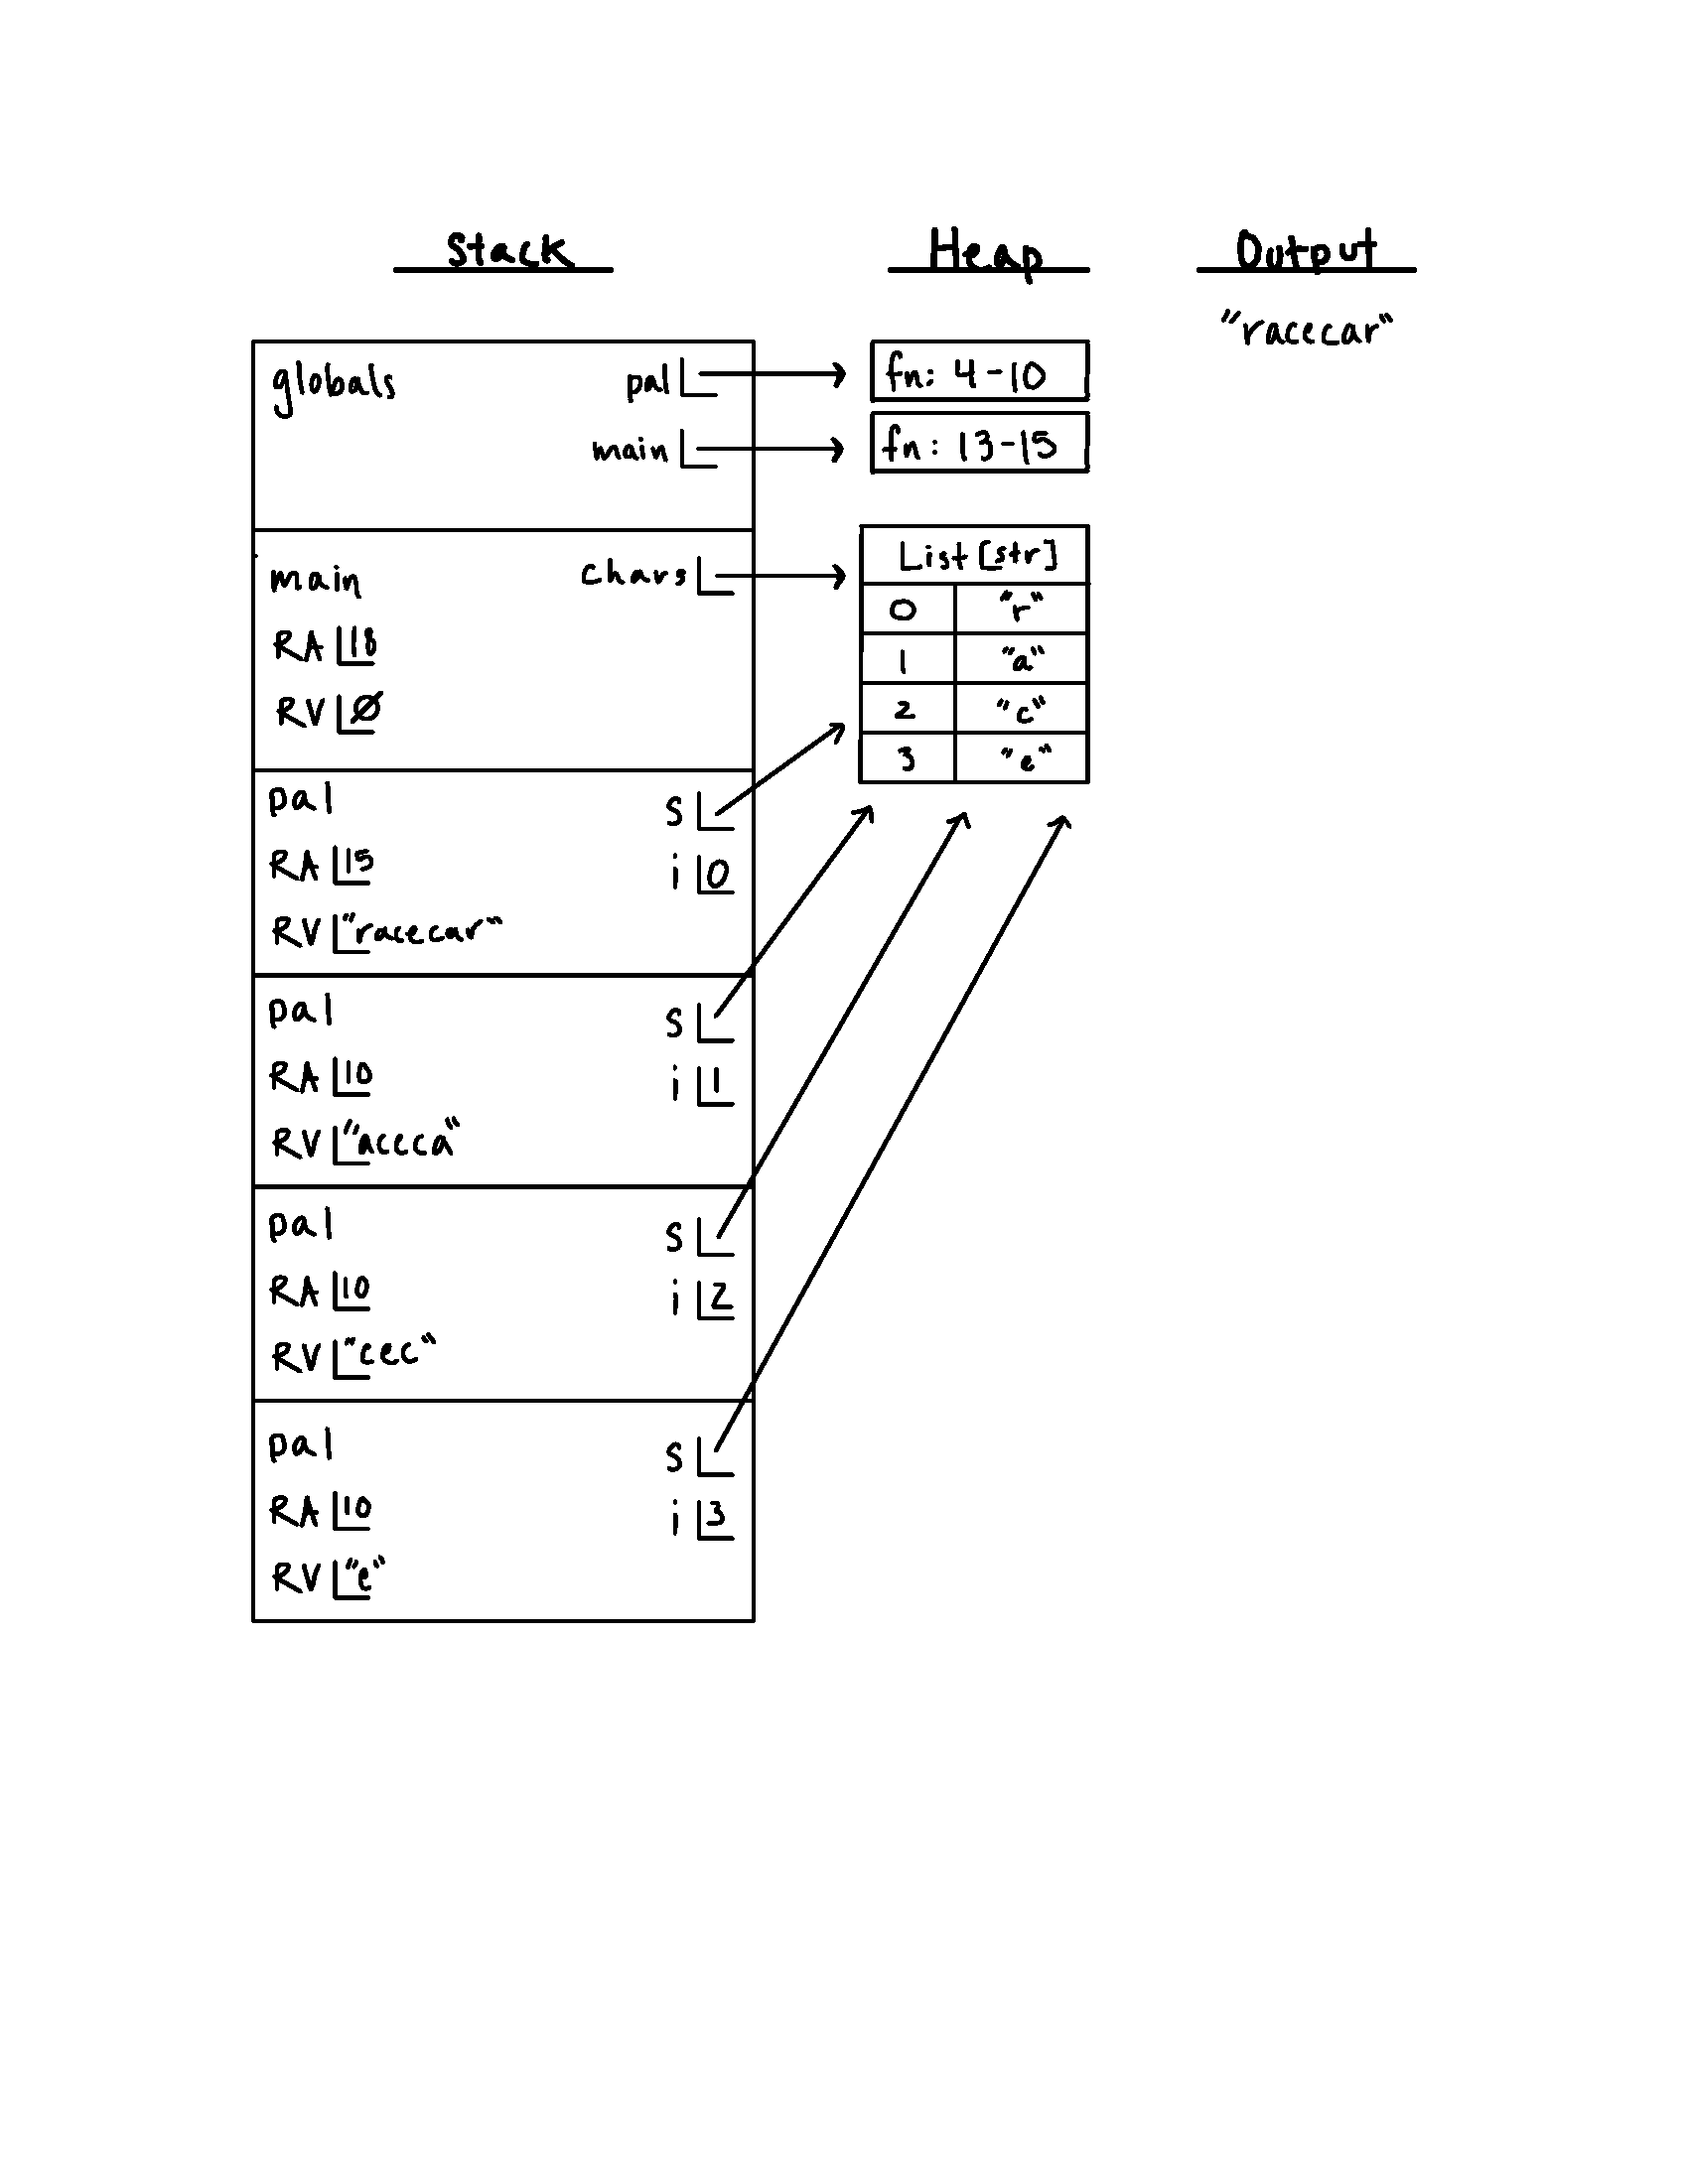 Stack Heap Output
"racecar"
globals pal fn: 4-10
main fn: 13-15
main chars List[str]
RA 18 0 "r"
RV Ø 1 "a"
2 "c"
3 "e"
pal s
RA 15 i 0
RV "racecar"
pal s
RA 10 i 1
RV "aceca"
pal s
RA 10 i 2
RV "cec"
pal s
RA 10 i 3
RV "e"